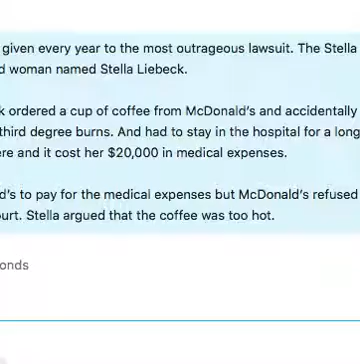 given every year to the most outrageous lawsuit. The Stella
d woman named Stella Liebeck.
k ordered a cup of coffee from McDonald's and accidentally
third degree burns. And had to stay in the hospital for a long
ere and it cost her $20,000 in medical expenses.
d's to pay for the medical expenses but McDonald's refused
ourt. Stella argued that the coffee was too hot.
onds